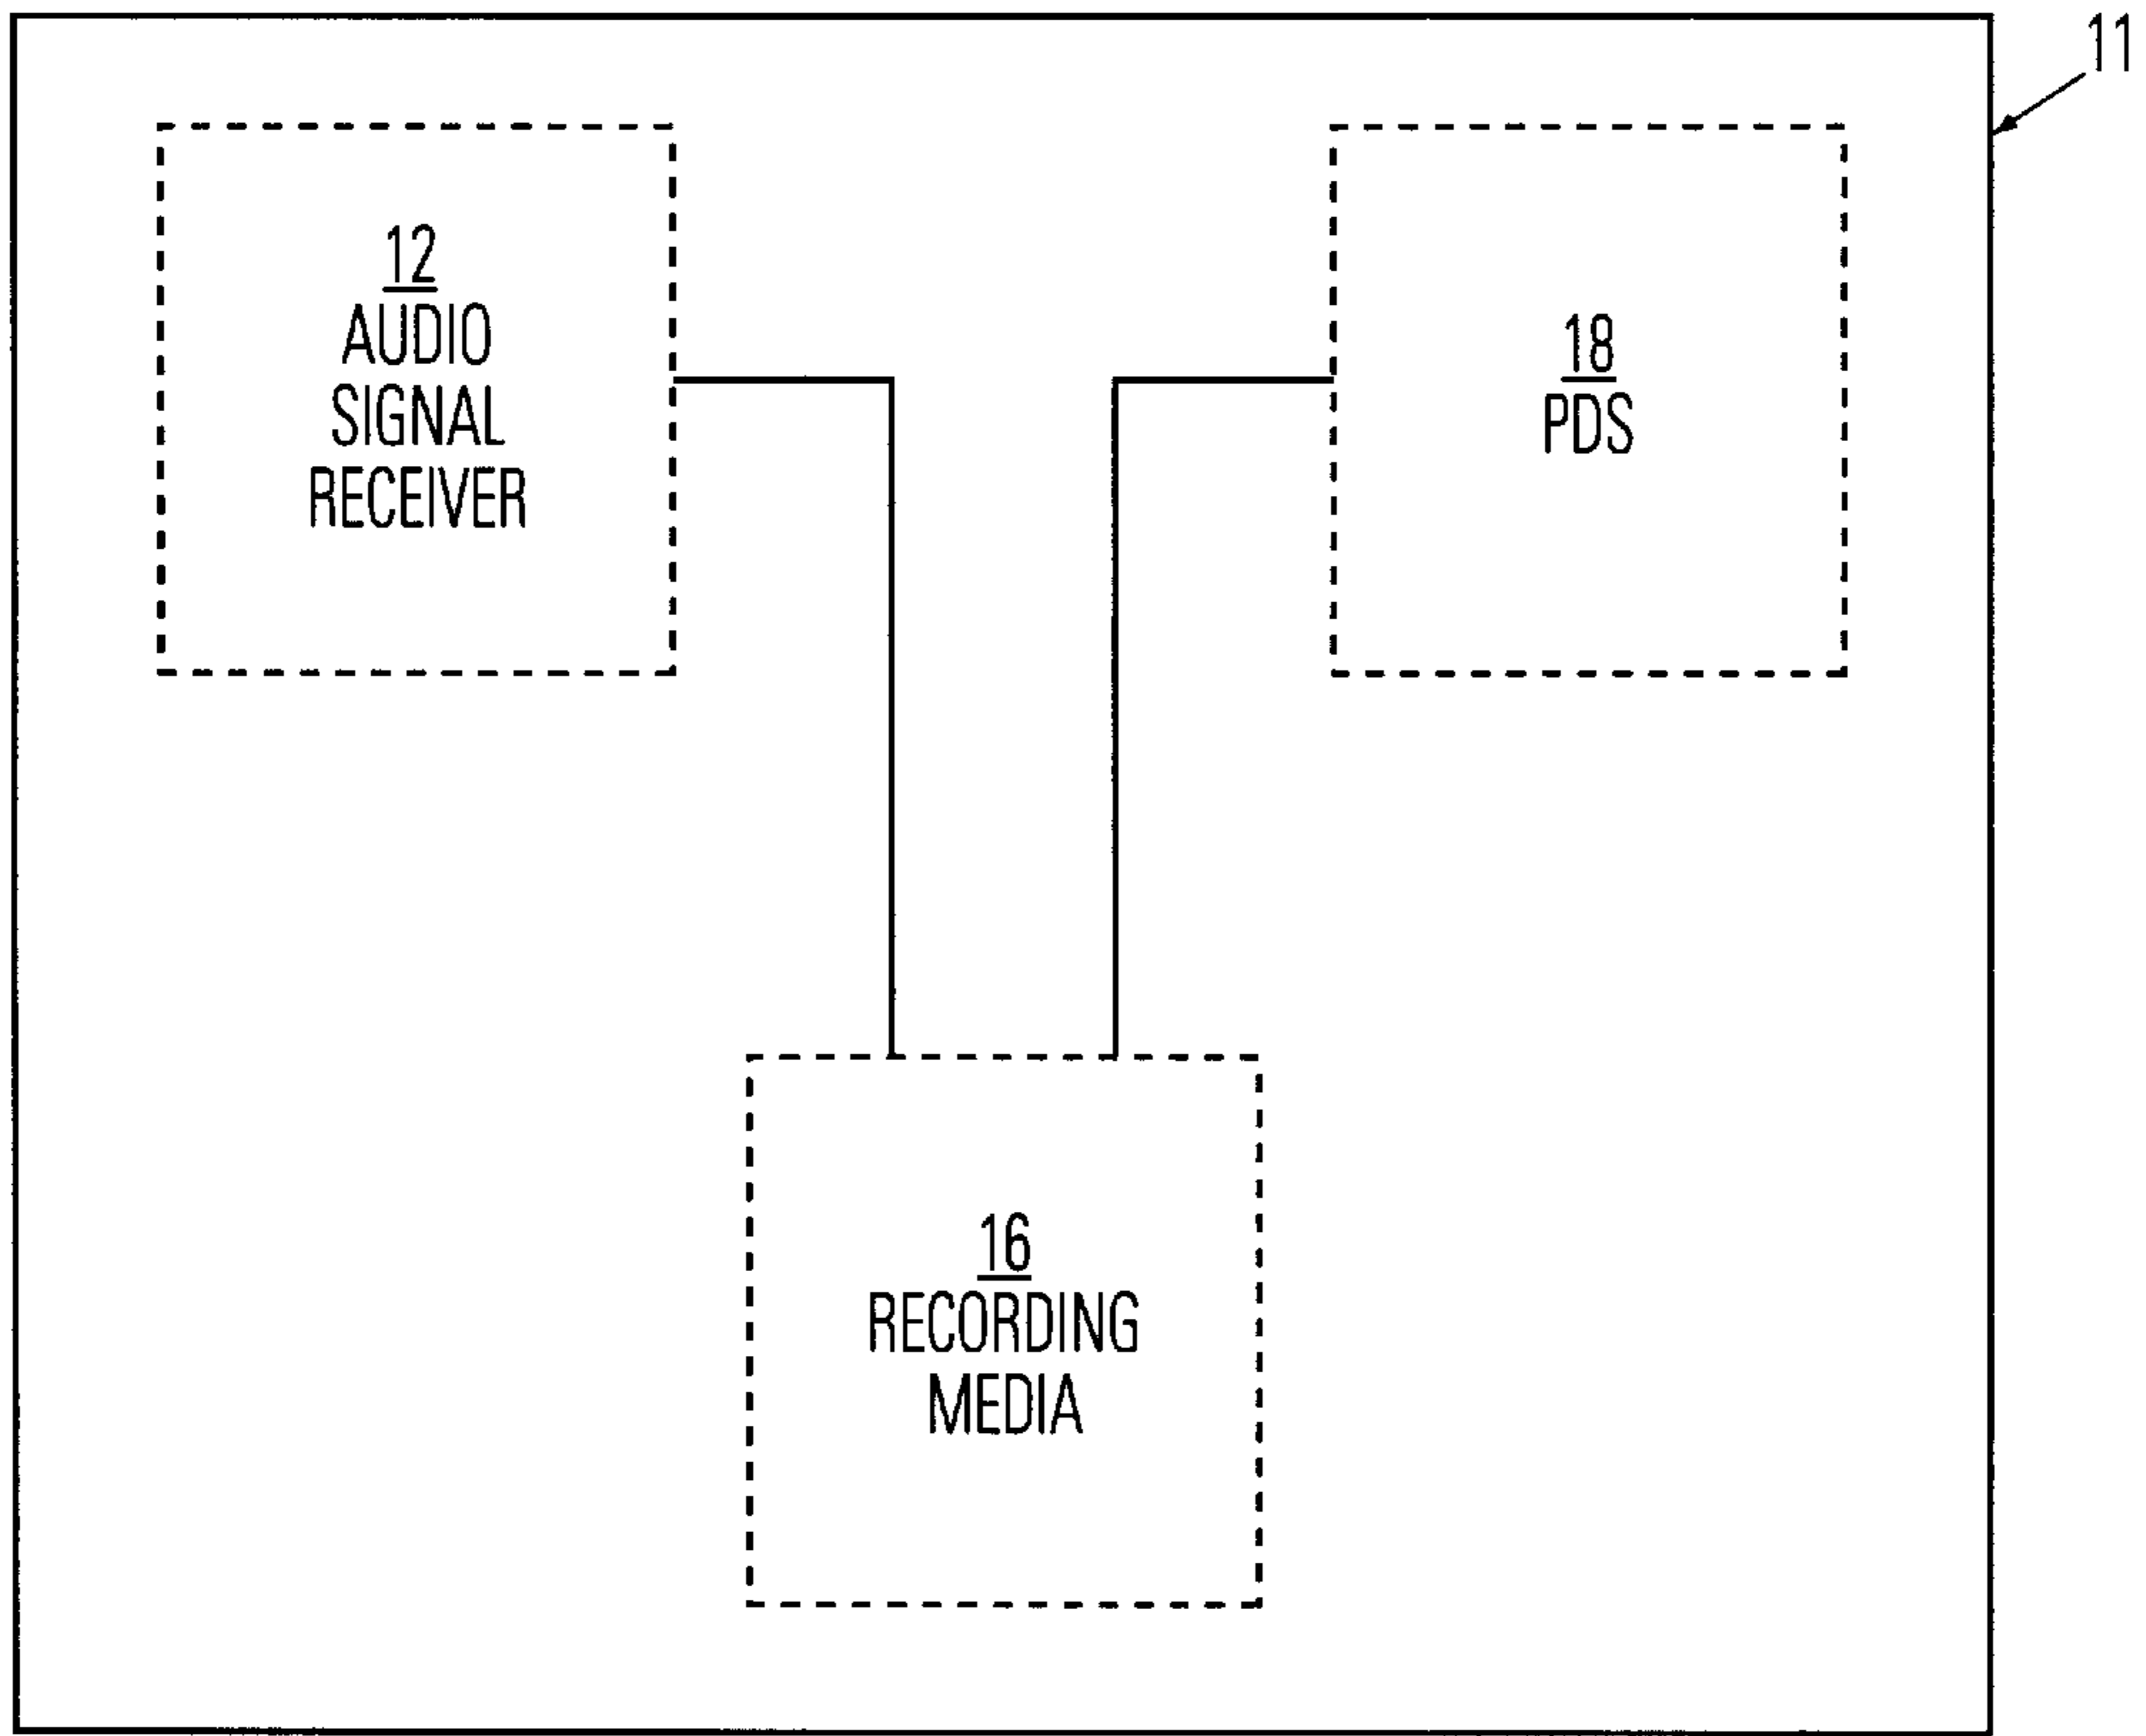 11
12
AUDIO
SIGNAL
RECEIVER
18
PDS
16
RECORDING
MEDIA